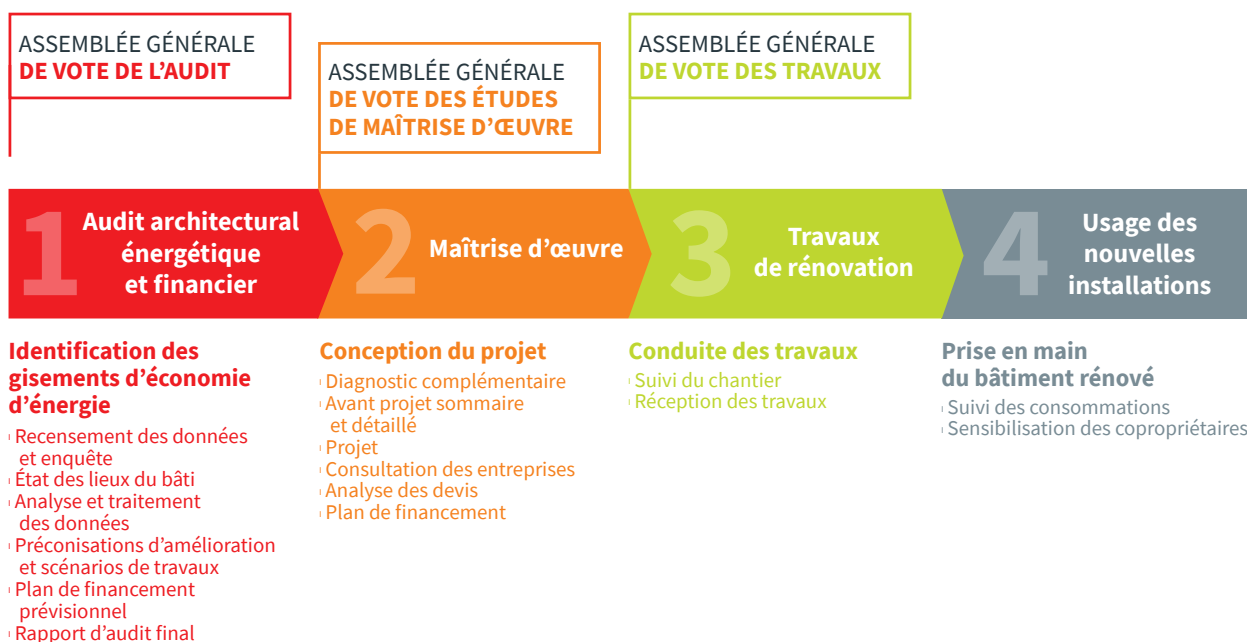 ASSEMBLÉE GÉNÉRALE
DE VOTE DE L'AUDIT
ASSEMBLÉE GÉNÉRALE
DE VOTE DES ÉTUDES
DE MAÎTRISE D'ŒUVRE
ASSEMBLÉE GÉNÉRALE
DE VOTE DES TRAVAUX
1
Audit architectural
énergétique
et financier
2
Maîtrise d'œuvre
3
Travaux
de rénovation
4
Usage des
nouvelles
installations
Identification des
gisements d'économie
d'énergie
Recensement des données
et enquête
État des lieux du bâti
Analyse et traitement
des données
Préconisations d'amélioration
et scénarios de travaux
Plan de financement
prévisionnel
Rapport d'audit final
Conception du projet
Diagnostic complémentaire
Avant projet sommaire
et détaillé
Projet
Consultation des entreprises
Analyse des devis
Plan de financement
Conduite des travaux
Suivi du chantier
Réception des travaux
Prise en main
du bâtiment rénové
Suivi des consommations
Sensibilisation des copropriétaires